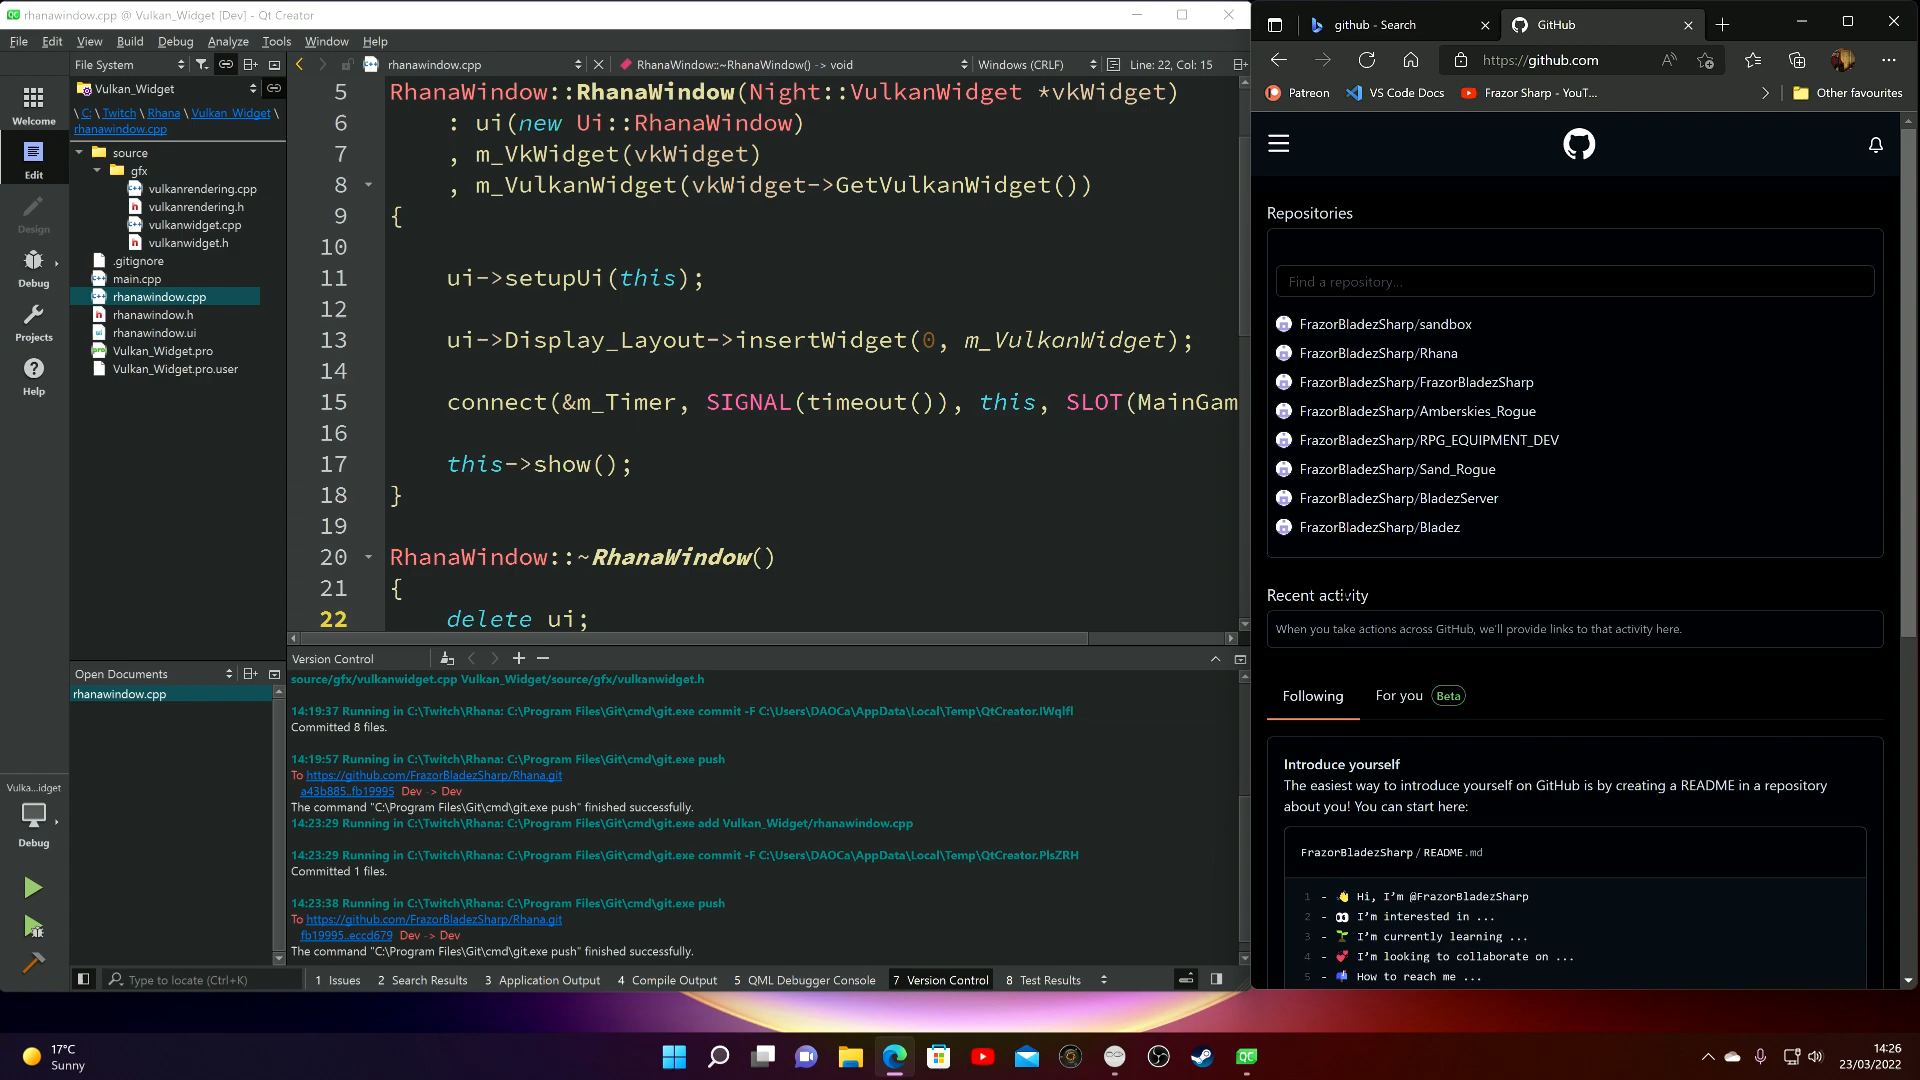 rhanawindow.cpp @ Vulkan_Widget [Dev] - Qt Creator
File Edit View Build Debug Analyze Tools Window Help
File System
rhanawindow.cpp
RhanaWindow::~RhanaWindow() -> void
Windows (CRLF)
Line: 22, Col: 15
Welcome
Edit
Design
Debug
Projects
Help
Vulka...idget
Debug
Vulkan_Widget
\ C: \ Twitch \ Rhana \ Vulkan_Widget \
rhanawindow.cpp
source
gfx
vulkanrendering.cpp
vulkanrendering.h
vulkanwidget.cpp
vulkanwidget.h
.gitignore
main.cpp
rhanawindow.cpp
rhanawindow.h
rhanawindow.ui
Vulkan_Widget.pro
Vulkan_Widget.pro.user
Open Documents
rhanawindow.cpp
5 RhanaWindow::RhanaWindow(Night::VulkanWidget *vkWidget)
6 : ui(new Ui::RhanaWindow)
7 , m_VkWidget(vkWidget)
8 , m_VulkanWidget(vkWidget->GetVulkanWidget())
9 {
10
11 ui->setupUi(this);
12
13 ui->Display_Layout->insertWidget(0, m_VulkanWidget);
14
15 connect(&m_Timer, SIGNAL(timeout()), this, SLOT(MainGam
16
17 this->show();
18 }
19
20 RhanaWindow::~RhanaWindow()
21 {
22 delete ui;
Version Control
source/gfx/vulkanwidget.cpp Vulkan_Widget/source/gfx/vulkanwidget.h
14:19:37 Running in C:\Twitch\Rhana: C:\Program Files\Git\cmd\git.exe commit -F C:\Users\DAOCa\AppData\Local\Temp\QtCreator.IWqlfl
Committed 8 files.
14:19:57 Running in C:\Twitch\Rhana: C:\Program Files\Git\cmd\git.exe push
To https://github.com/FrazorBladezSharp/Rhana.git
a43b885..fb19995 Dev -> Dev
The command "C:\Program Files\Git\cmd\git.exe push" finished successfully.
14:23:29 Running in C:\Twitch\Rhana: C:\Program Files\Git\cmd\git.exe add Vulkan_Widget/rhanawindow.cpp
14:23:29 Running in C:\Twitch\Rhana: C:\Program Files\Git\cmd\git.exe commit -F C:\Users\DAOCa\AppData\Local\Temp\QtCreator.PlsZRH
Committed 1 files.
14:23:38 Running in C:\Twitch\Rhana: C:\Program Files\Git\cmd\git.exe push
To https://github.com/FrazorBladezSharp/Rhana.git
fb19995..eccd679 Dev -> Dev
The command "C:\Program Files\Git\cmd\git.exe push" finished successfully.
Type to locate (Ctrl+K)
1 Issues 2 Search Results 3 Application Output 4 Compile Output 5 QML Debugger Console 7 Version Control 8 Test Results
github - Search
GitHub
https://github.com
Patreon VS Code Docs Frazor Sharp - YouT... Other favourites
Repositories
Find a repository...
FrazorBladezSharp/sandbox
FrazorBladezSharp/Rhana
FrazorBladezSharp/FrazorBladezSharp
FrazorBladezSharp/Amberskies_Rogue
FrazorBladezSharp/RPG_EQUIPMENT_DEV
FrazorBladezSharp/Sand_Rogue
FrazorBladezSharp/BladezServer
FrazorBladezSharp/Bladez
Recent activity
When you take actions across GitHub, we'll provide links to that activity here.
Following For you Beta
Introduce yourself
The easiest way to introduce yourself on GitHub is by creating a README in a repository
about you! You can start here:
FrazorBladezSharp / README.md
1 - 👋 Hi, I'm @FrazorBladezSharp
2 - 👀 I'm interested in ...
3 - 🌱 I'm currently learning ...
4 - 💞️ I'm looking to collaborate on ...
5 - 📫 How to reach me ...
17°C
Sunny
QC
14:26
23/03/2022